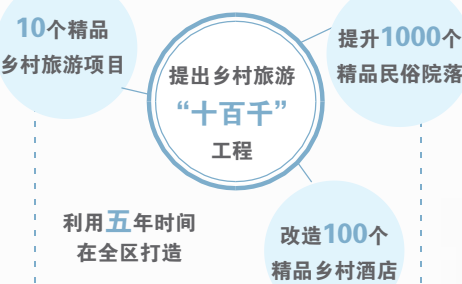 10个精品
乡村旅游项目
提出乡村旅游
“十百千”
工程
提升1000个
精品民俗院落
利用五年时间
在全区打造
改造100个
精品乡村酒店